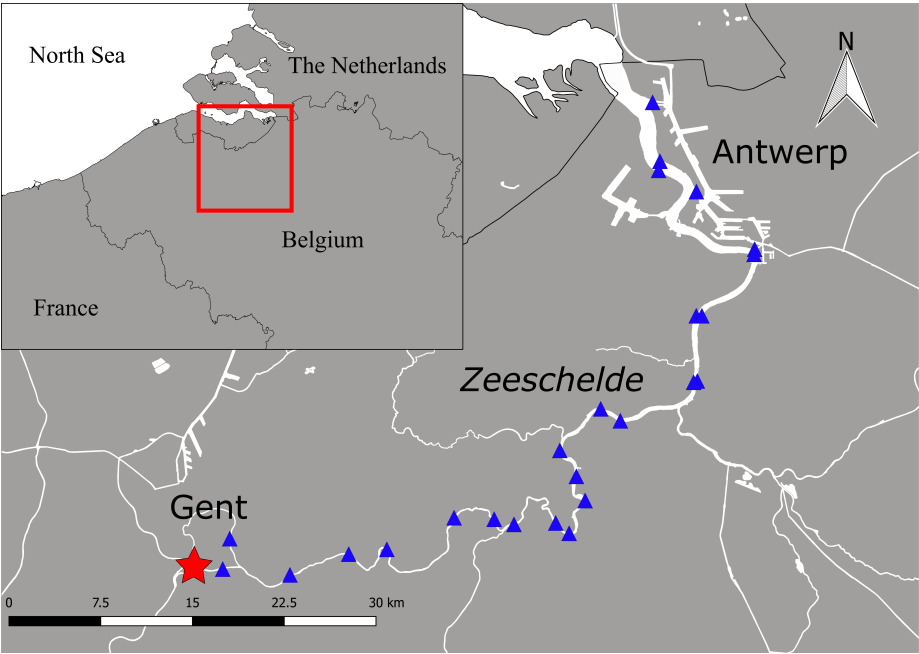 North Sea
The Netherlands
Belgium
France
N
Antwerp
Zeeschelde
Gent
0 7.5 15 22.5 30 km